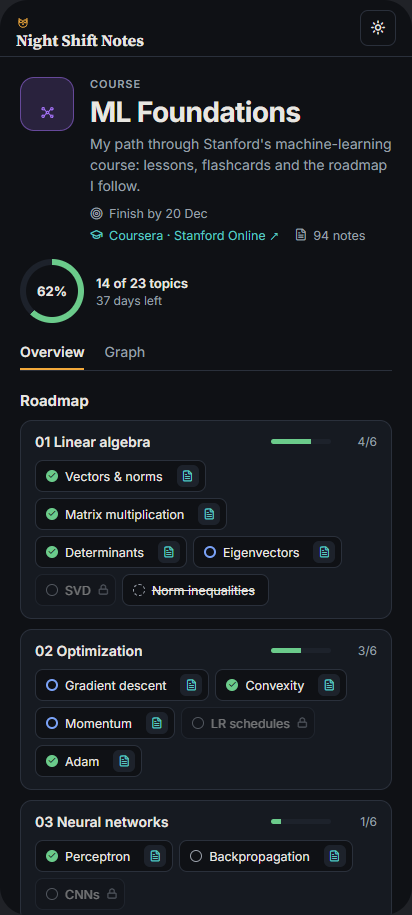 Night Shift Notes
COURSE
ML Foundations
My path through Stanford's machine-learning
course: lessons, flashcards and the roadmap
I follow.
Finish by 20 Dec
Coursera · Stanford Online ↗ 94 notes
62%
14 of 23 topics
37 days left
Overview Graph
Roadmap
01 Linear algebra 4/6
Vectors & norms
Matrix multiplication
Determinants Eigenvectors
SVD Norm inequalities
02 Optimization 3/6
Gradient descent Convexity
Momentum LR schedules
Adam
03 Neural networks 1/6
Perceptron Backpropagation
CNNs